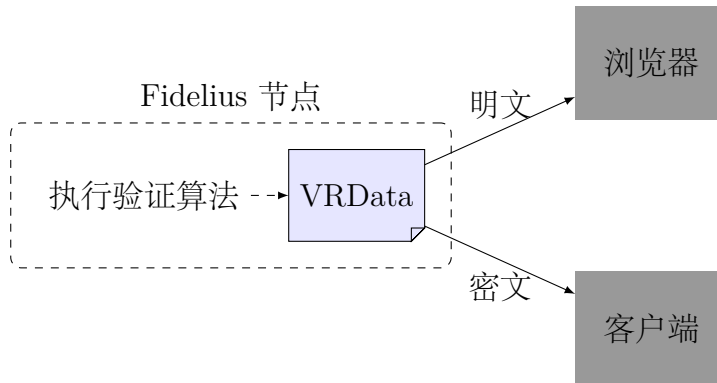 浏览器
Fidelius 节点
明文
执行验证算法
VRData
密文
客户端